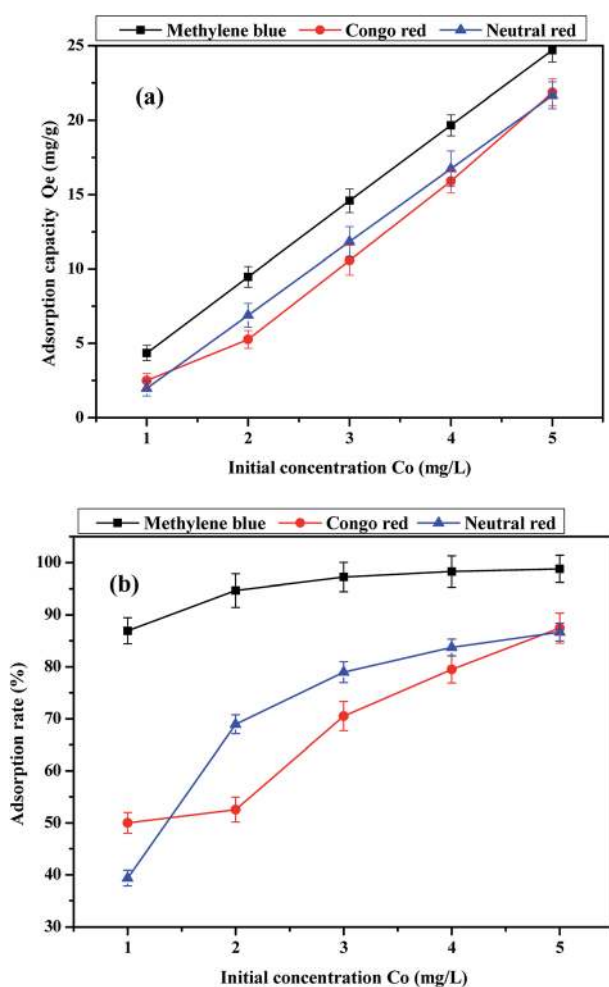 Methylene blue Congo red Neutral red
25
(a)
20
15
10
5
0
Adsorption capacity Qe (mg/g)
1 2 3 4 5
Initial concentration Co (mg/L)
Methylene blue Congo red Neutral red
100
(b)
90
80
70
60
50
40
30
Adsorption rate (%)
1 2 3 4 5
Initial concentration Co (mg/L)